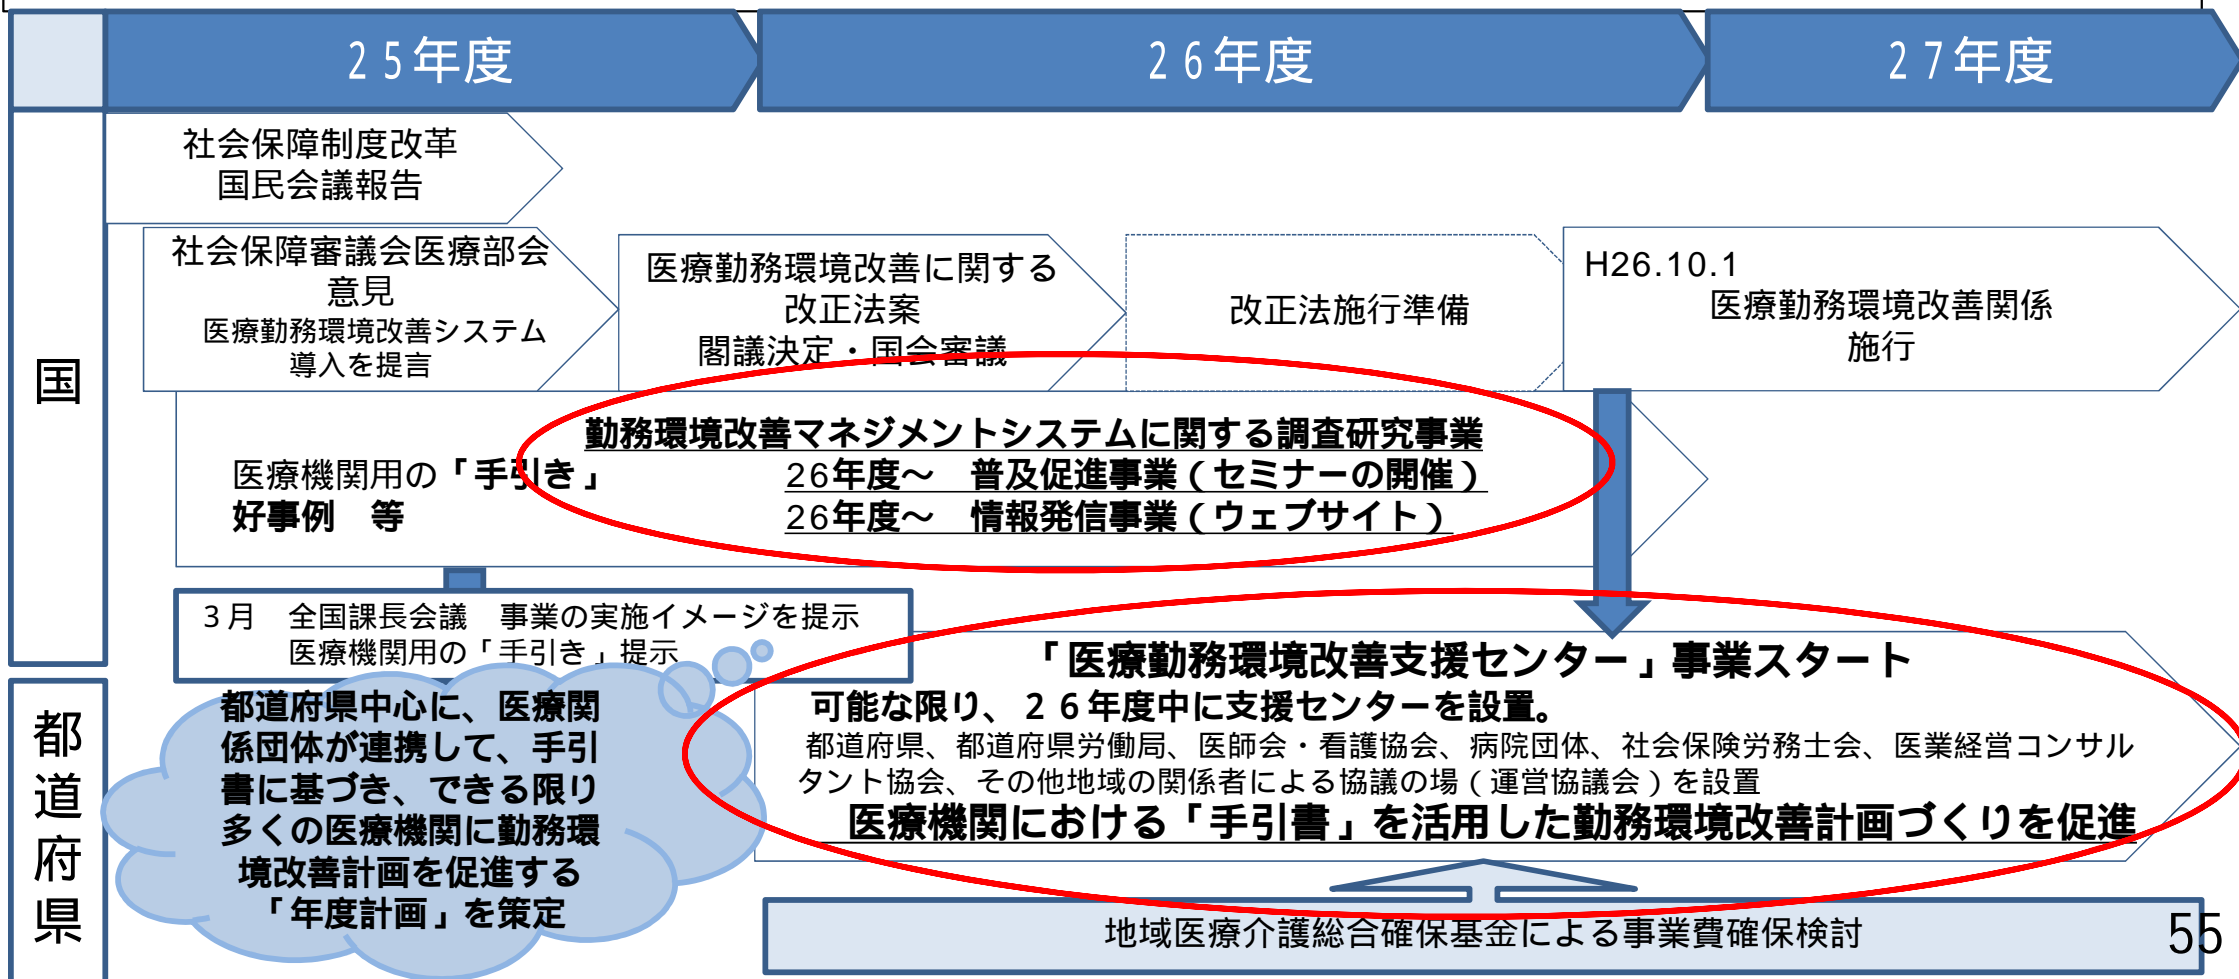 25年度
26年度
27年度
国
社会保障制度改革
国民会議報告
社会保障審議会医療部会
意見
医療勤務環境改善システム
導入を提言
医療勤務環境改善に関する
改正法案
閣議決定・国会審議
改正法施行準備
H26.10.1
医療勤務環境改善関係
施行
勤務環境改善マネジメントシステムに関する調査研究事業
医療機関用の「手引き」
好事例　等
26年度～　普及促進事業（セミナーの開催）
26年度～　情報発信事業（ウェブサイト）
3月　全国課長会議　事業の実施イメージを提示
医療機関用の「手引き」提示
都道府県
都道府県中心に、医療関
係団体が連携して、手引
書に基づき、できる限り
多くの医療機関に勤務環
境改善計画を促進する
「年度計画」を策定
「医療勤務環境改善支援センター」事業スタート
可能な限り、26年度中に支援センターを設置。
都道府県、都道府県労働局、医師会・看護協会、病院団体、社会保険労務士会、医業経営コンサル
タント協会、その他地域の関係者による協議の場（運営協議会）を設置
医療機関における「手引書」を活用した勤務環境改善計画づくりを促進
地域医療介護総合確保基金による事業費確保検討
55